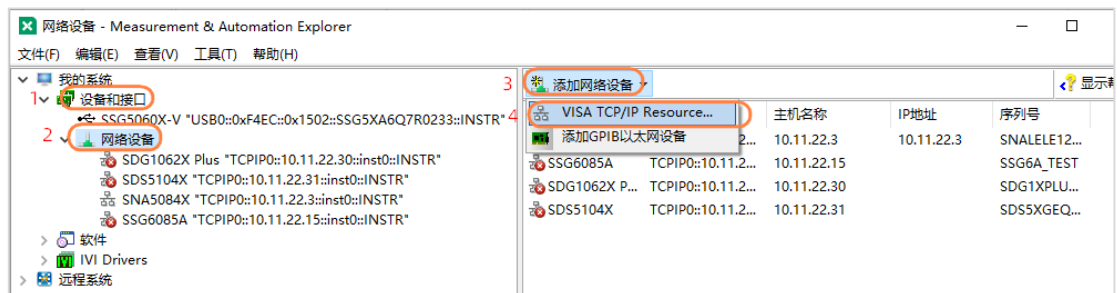 网络设备 - Measurement & Automation Explorer
文件(F) 编辑(E) 查看(V) 工具(T) 帮助(H)
我的系统
1 设备和接口
SSG5060X-V "USB0::0xF4EC::0x1502::SSG5XA6Q7R0233::INSTR"
2 网络设备
SDG1062X Plus "TCPIP0::10.11.22.30::inst0::INSTR"
SDS5104X "TCPIP0::10.11.22.31::inst0::INSTR"
SNA5084X "TCPIP0::10.11.22.3::inst0::INSTR"
SSG6085A "TCPIP0::10.11.22.15::inst0::INSTR"
软件
IVI Drivers
远程系统
3 添加网络设备 显示帮
4 VISA TCP/IP Resource...
添加GPIB以太网设备
主机名称 IP地址 序列号
2... 10.11.22.3 10.11.22.3 SNALELE12...
SSG6085A TCPIP0::10.11.2... 10.11.22.15 SSG6A_TEST
SDG1062X P... TCPIP0::10.11.2... 10.11.22.30 SDG1XPLU...
SDS5104X TCPIP0::10.11.2... 10.11.22.31 SDS5XGEQ...